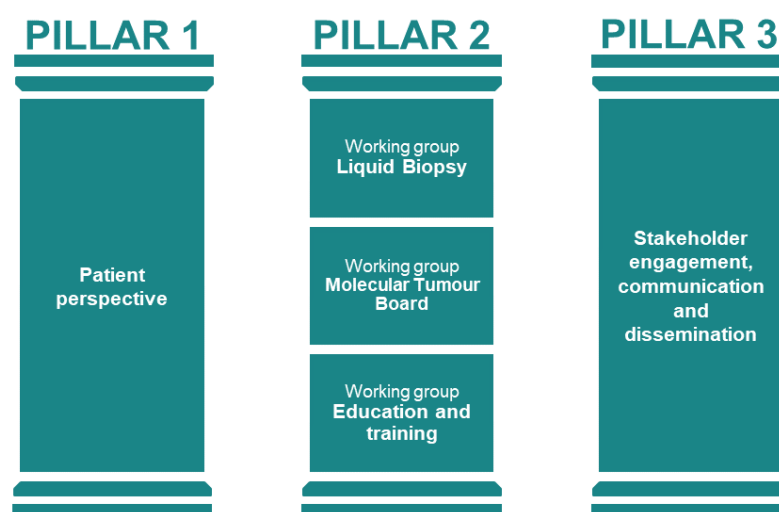 PILLAR 1
PILLAR 2
PILLAR 3
Patient
perspective
Working group
Liquid Biopsy
Working group
Molecular Tumour
Board
Working group
Education and
training
Stakeholder
engagement,
communication
and
dissemination